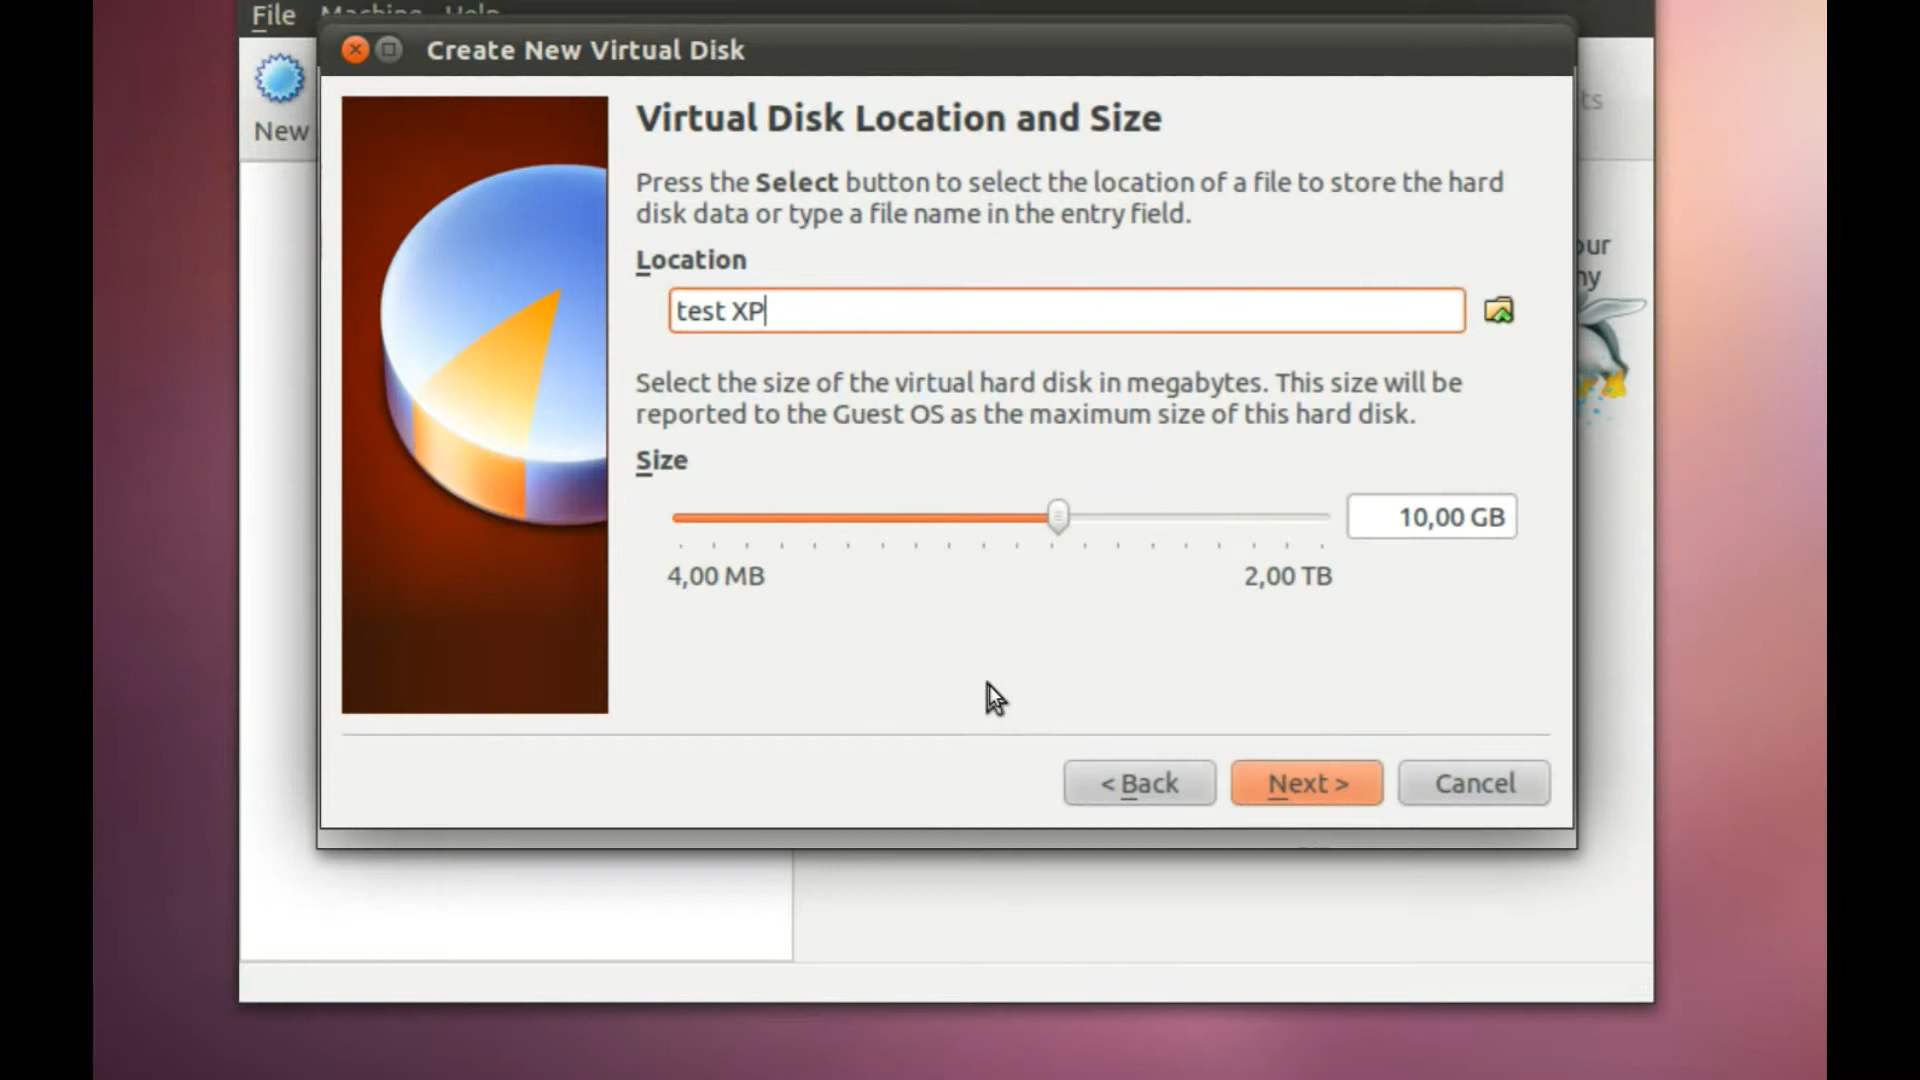 File Machine Help
Create New Virtual Disk
New
Virtual Disk Location and Size
Press the Select button to select the location of a file to store the hard
disk data or type a file name in the entry field.
Location
test XP
Select the size of the virtual hard disk in megabytes. This size will be
reported to the Guest OS as the maximum size of this hard disk.
Size
10,00 GB
4,00 MB
2,00 TB
< Back
Next >
Cancel